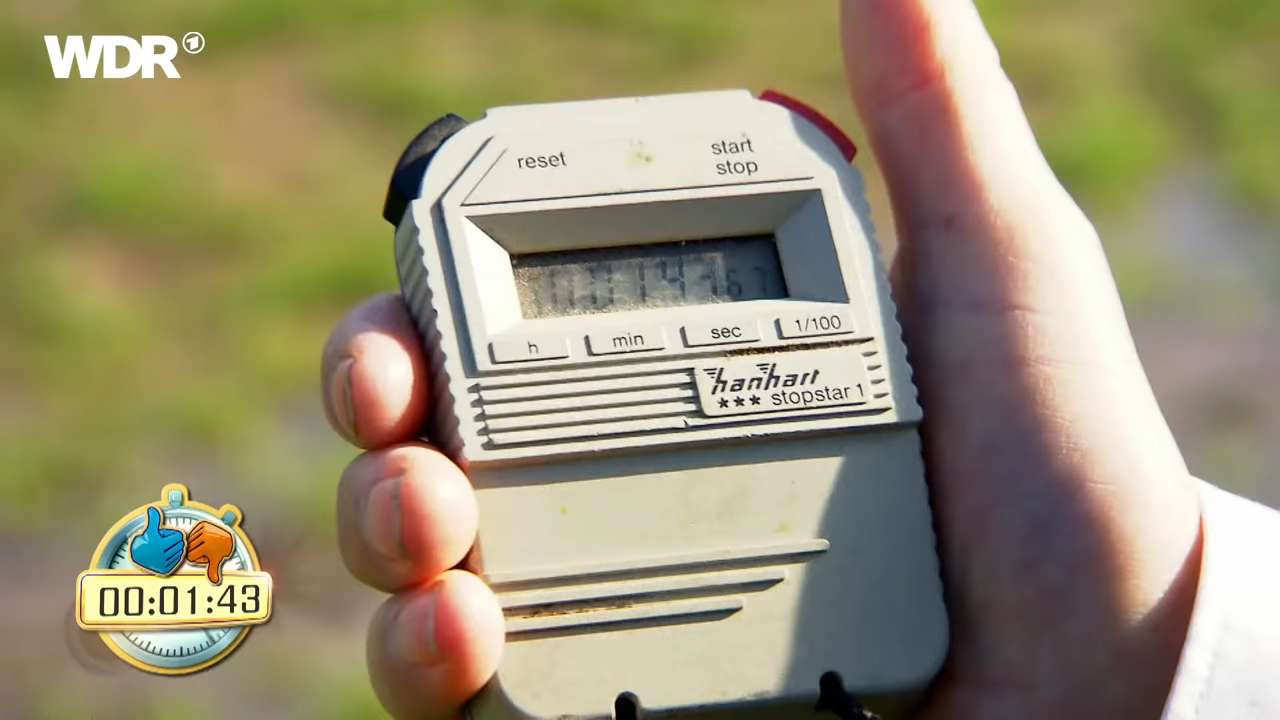 WDR
reset
start
stop
h
min
sec
1/100
hanhart
*** stopstar 1
00:01:43